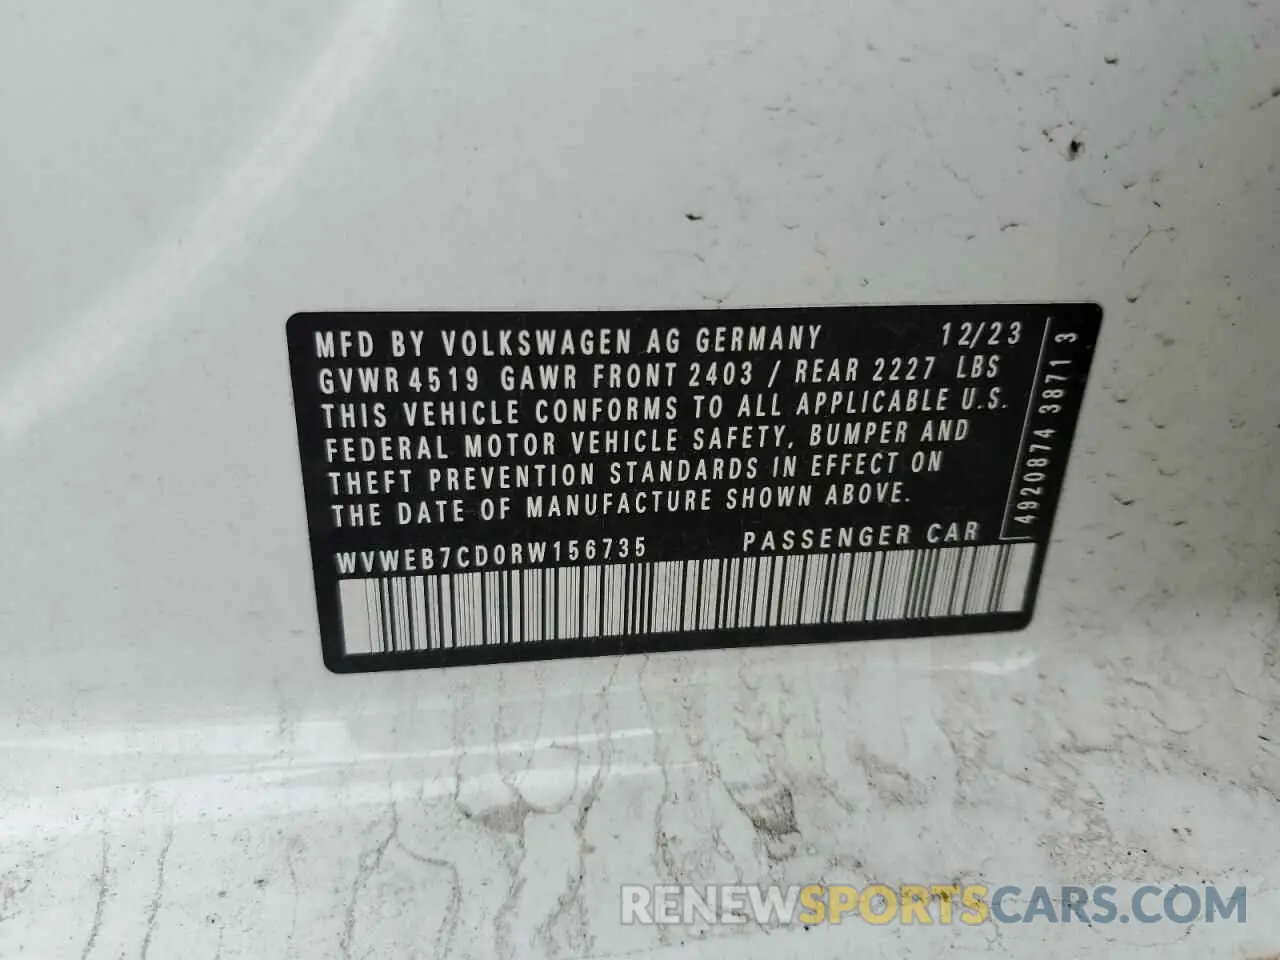 MFD BY VOLKSWAGEN AG GERMANY 12/23
GVWR 4519 GAWR FRONT 2403 / REAR 2227 LBS
THIS VEHICLE CONFORMS TO ALL APPLICABLE U.S.
FEDERAL MOTOR VEHICLE SAFETY, BUMPER AND
THEFT PREVENTION STANDARDS IN EFFECT ON
THE DATE OF MANUFACTURE SHOWN ABOVE.
WVWEB7CD0RW156735 PASSENGER CAR
4920874 38713
RENEWSPORTSCARS.COM